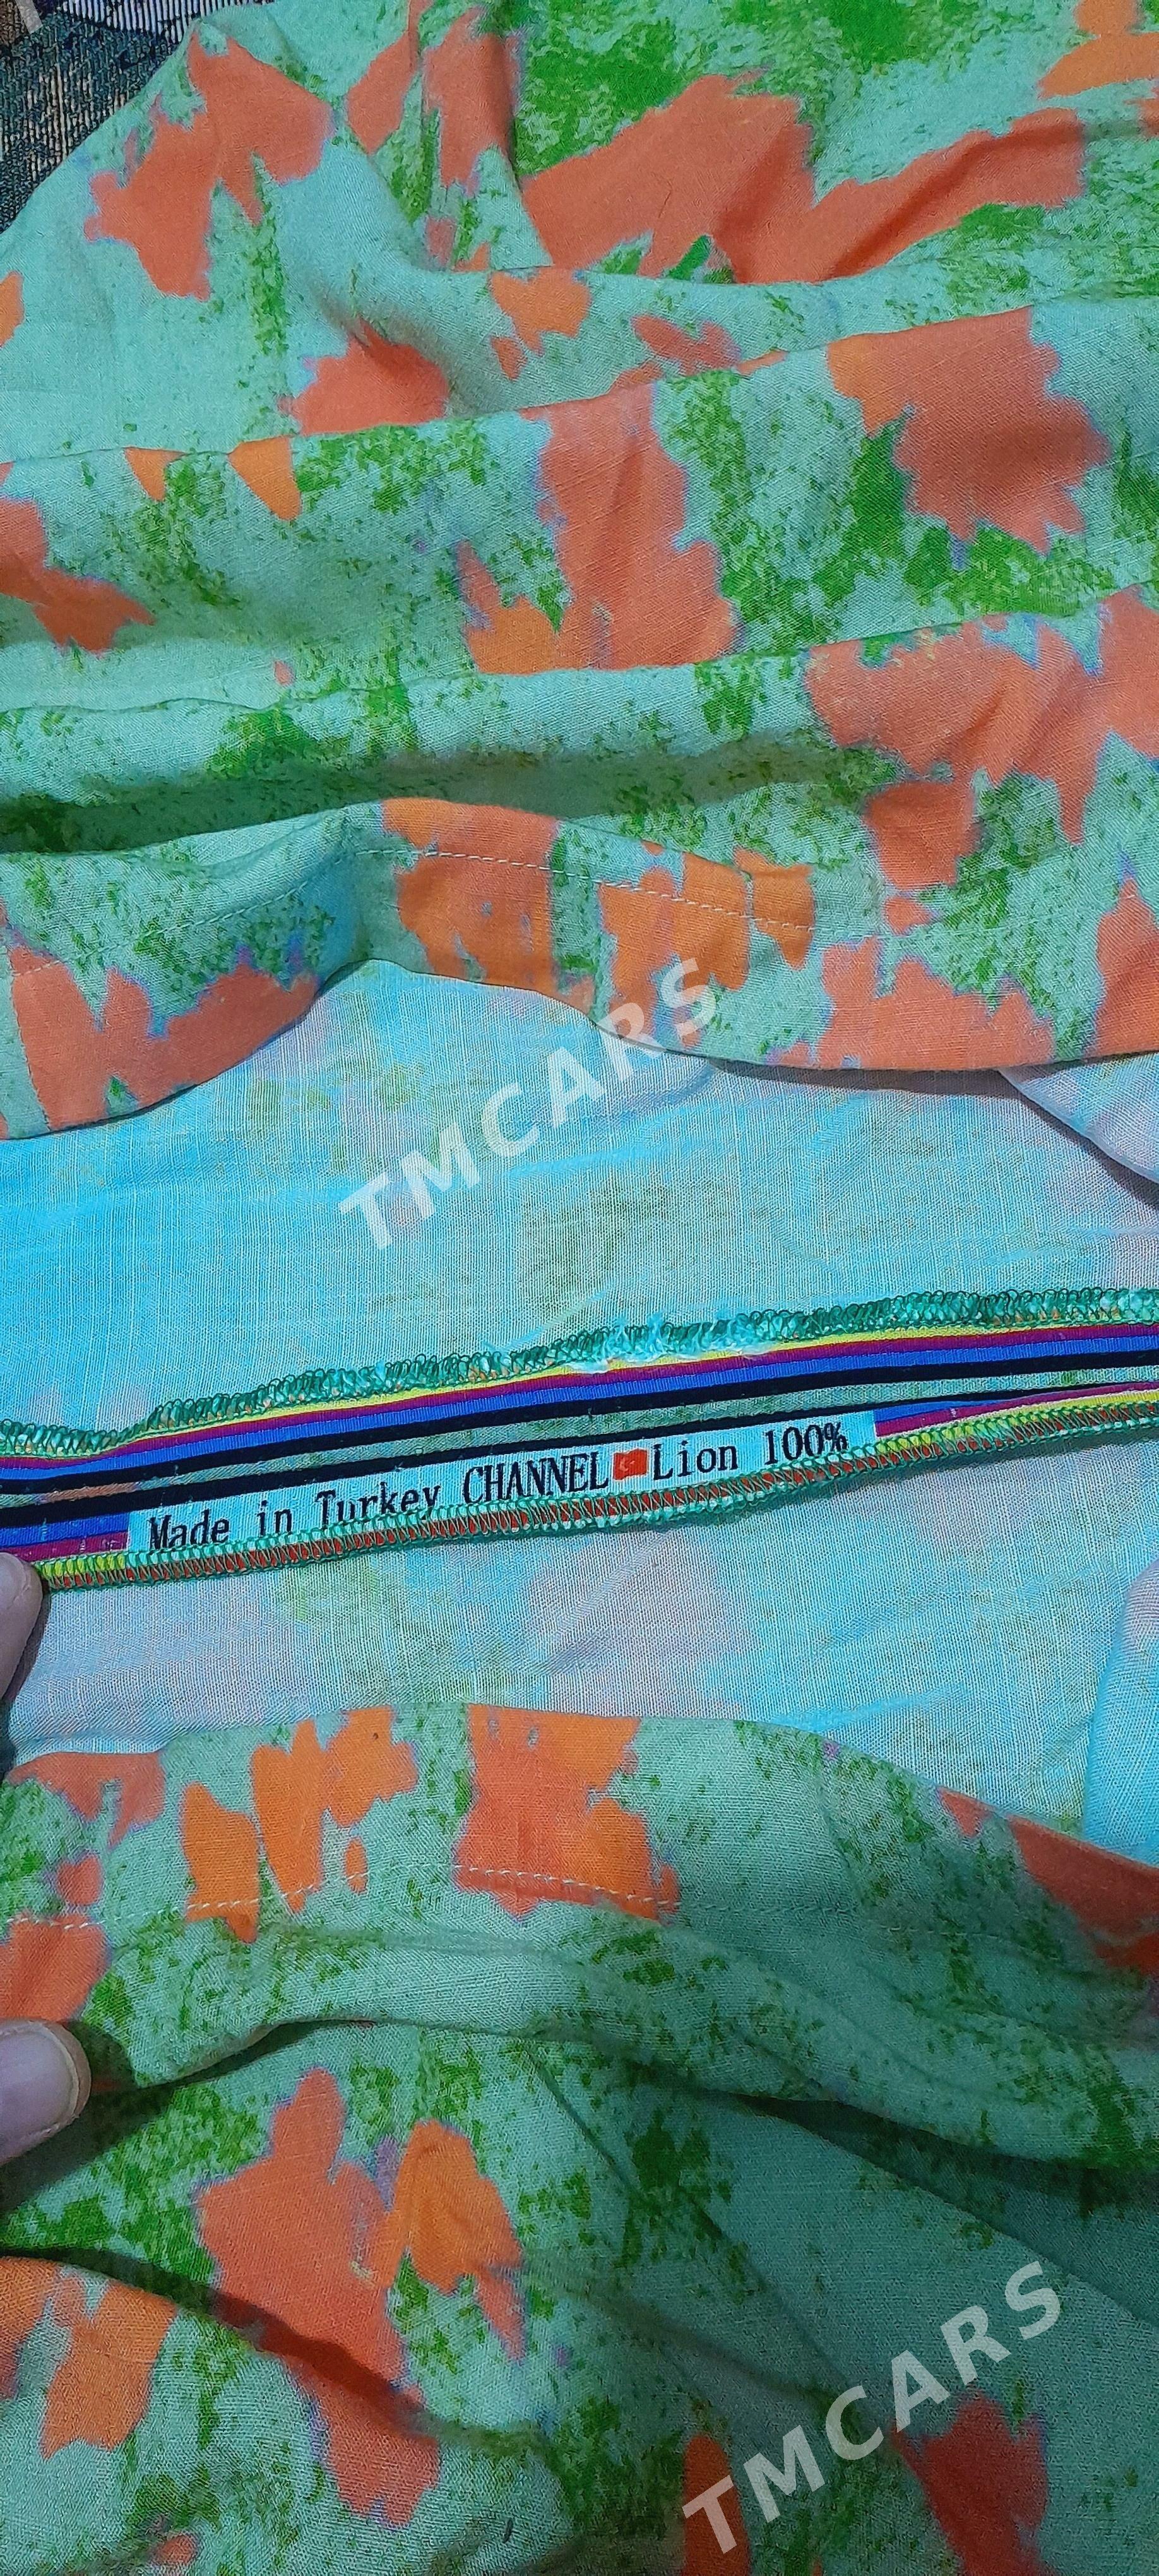 TMCARS
Made in Turkey CHANNEL Lion 100%
TMCARS